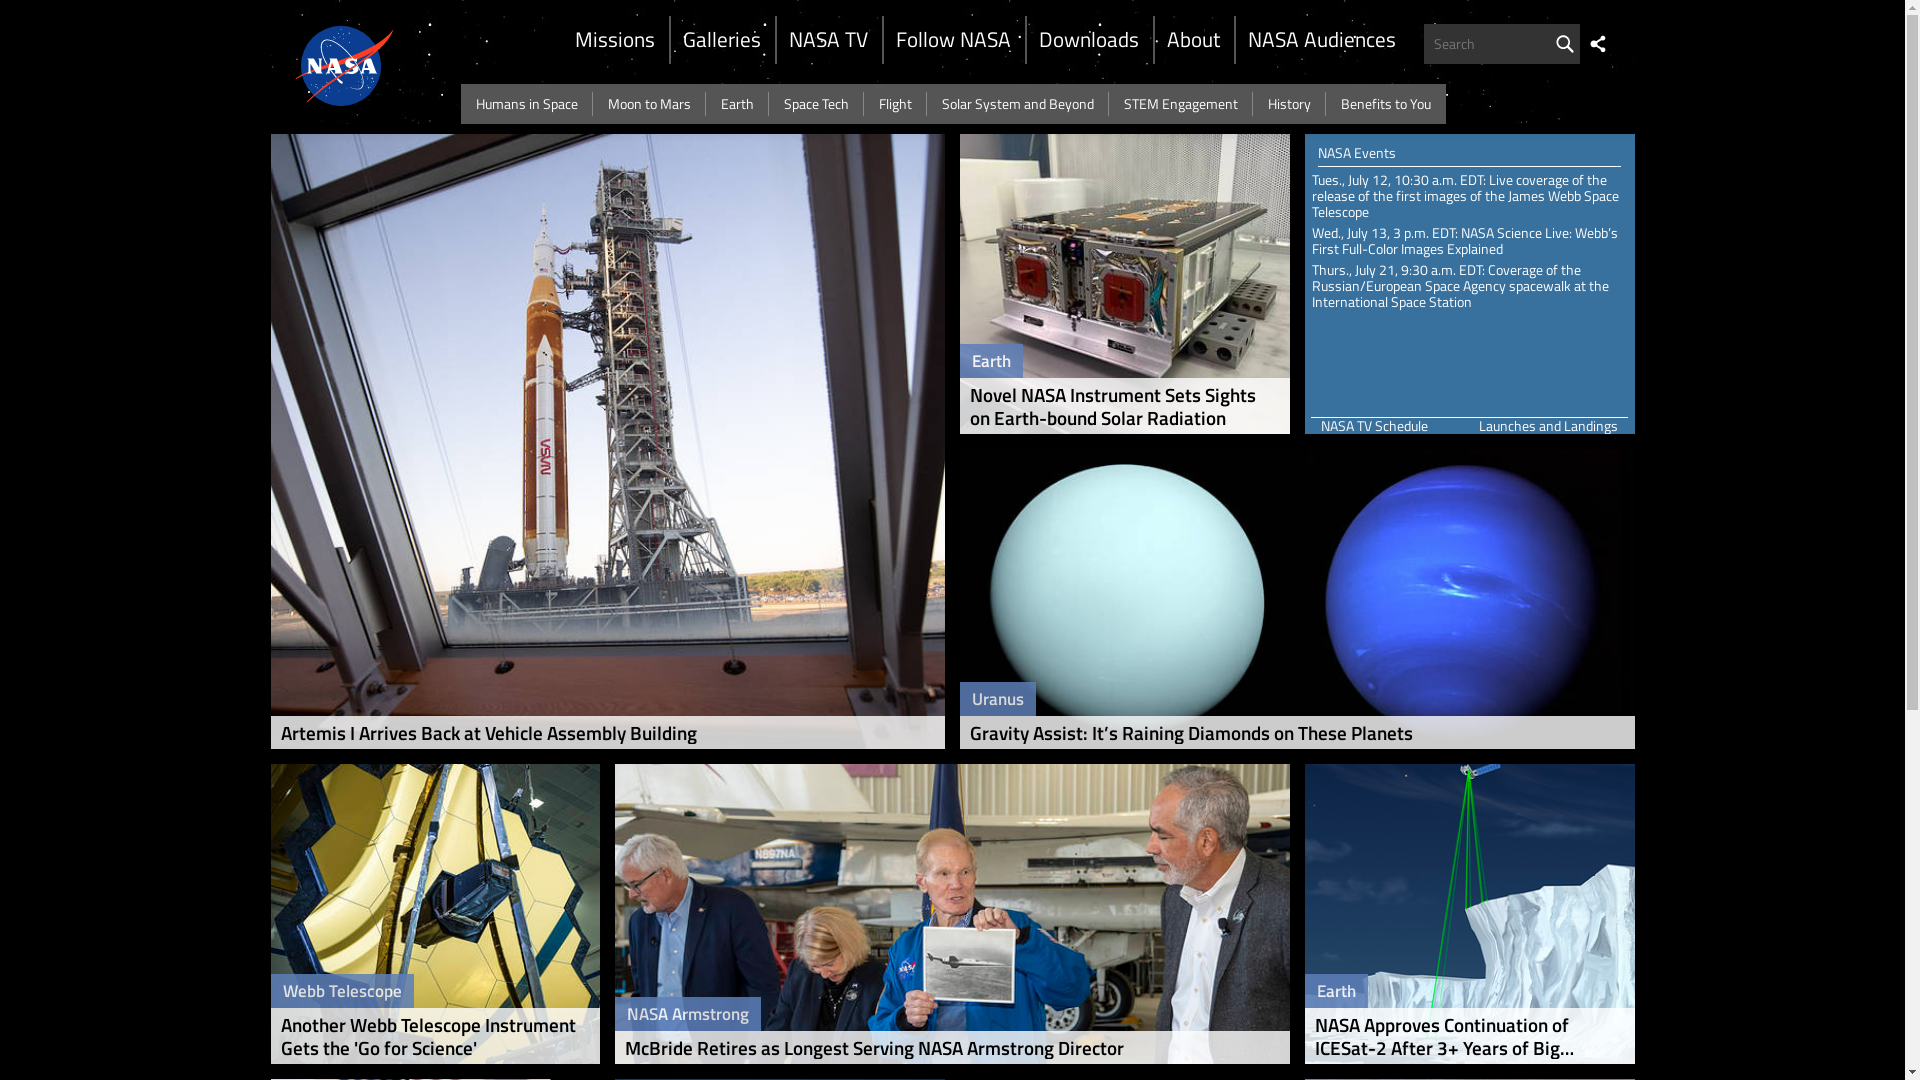 NASA
Missions
Galleries
NASA TV
Follow NASA
Downloads
About
NASA Audiences
Search
Humans in Space
Moon to Mars
Earth
Space Tech
Flight
Solar System and Beyond
STEM Engagement
History
Benefits to You
Artemis I Arrives Back at Vehicle Assembly Building
Earth
Novel NASA Instrument Sets Sights
on Earth-bound Solar Radiation
NASA Events
Tues., July 12, 10:30 a.m. EDT: Live coverage of the
release of the first images of the James Webb Space
Telescope
Wed., July 13, 3 p.m. EDT: NASA Science Live: Webb’s
First Full-Color Images Explained
Thurs., July 21, 9:30 a.m. EDT: Coverage of the
Russian/European Space Agency spacewalk at the
International Space Station
NASA TV Schedule
Launches and Landings
Uranus
Gravity Assist: It’s Raining Diamonds on These Planets
Webb Telescope
Another Webb Telescope Instrument
Gets the 'Go for Science'
N897NA
NASA Armstrong
McBride Retires as Longest Serving NASA Armstrong Director
Earth
NASA Approves Continuation of
ICESat-2 After 3+ Years of Big...